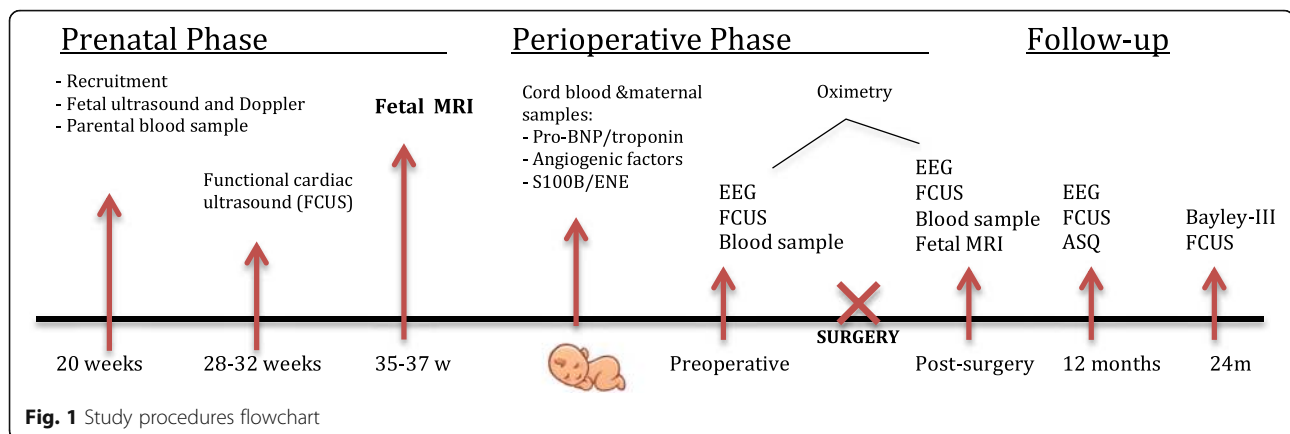 Prenatal Phase
- Recruitment
- Fetal ultrasound and Doppler
- Parental blood sample
Functional cardiac
ultrasound (FCUS)
Fetal MRI
Perioperative Phase
Cord blood &maternal
samples:
- Pro-BNP/troponin
- Angiogenic factors
- S100B/ENE
Oximetry
EEG
FCUS
Blood sample
EEG
FCUS
Blood sample
Fetal MRI
Follow-up
EEG
FCUS
ASQ
Bayley-III
FCUS
SURGERY
20 weeks
28-32 weeks
35-37 w
Preoperative
Post-surgery
12 months
24m
Fig. 1 Study procedures flowchart